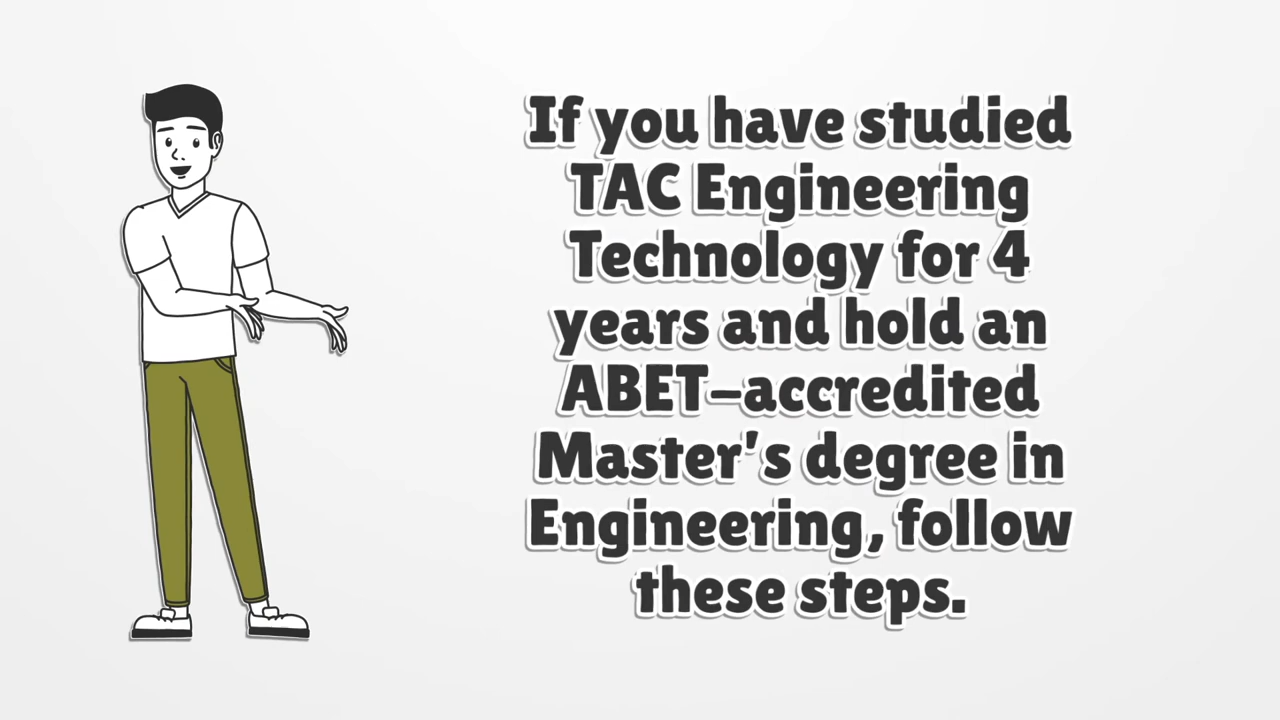 If you have studied
TAC Engineering
Technology for 4
years and hold an
ABET-accredited
Master's degree in
Engineering, follow
these steps.